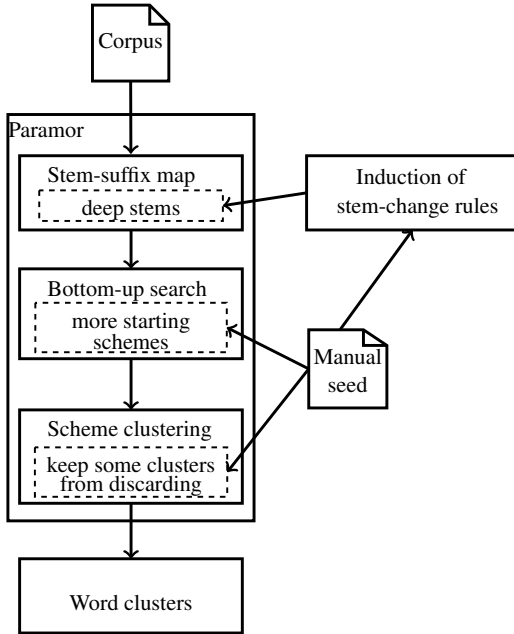 Corpus
Paramor
Stem-suffix map
deep stems
Induction of
stem-change rules
Bottom-up search
more starting
schemes
Manual
seed
Scheme clustering
keep some clusters
from discarding
Word clusters